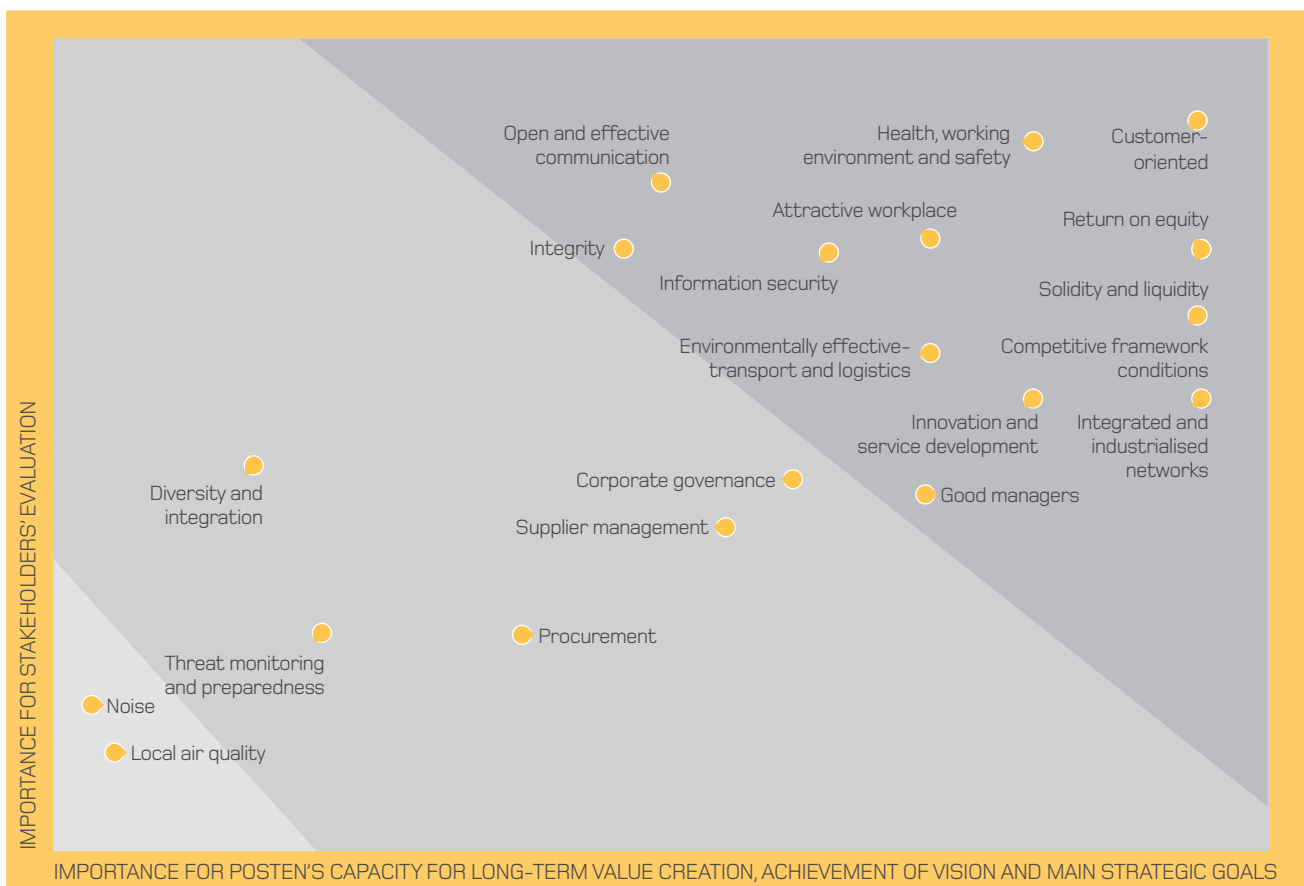 Open and effective
communication
Health, working
environment and safety
Customer-
oriented
Attractive workplace
Return on equity
Integrity
Information security
Solidity and liquidity
Environmentally effective-
transport and logistics
Competitive framework
conditions
Innovation and
service development
Integrated and
industrialised
networks
Diversity and
integration
Corporate governance
Good managers
Supplier management
Procurement
Threat monitoring
and preparedness
Noise
Local air quality
IMPORTANCE FOR STAKEHOLDERS' EVALUATION
IMPORTANCE FOR POSTEN'S CAPACITY FOR LONG-TERM VALUE CREATION, ACHIEVEMENT OF VISION AND MAIN STRATEGIC GOALS